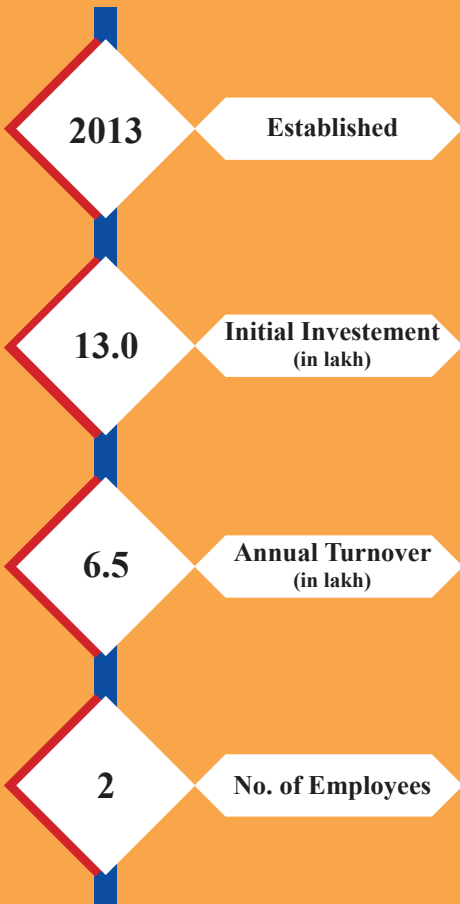 2013
Established
13.0
Initial Investement
(in lakh)
6.5
Annual Turnover
(in lakh)
2
No. of Employees